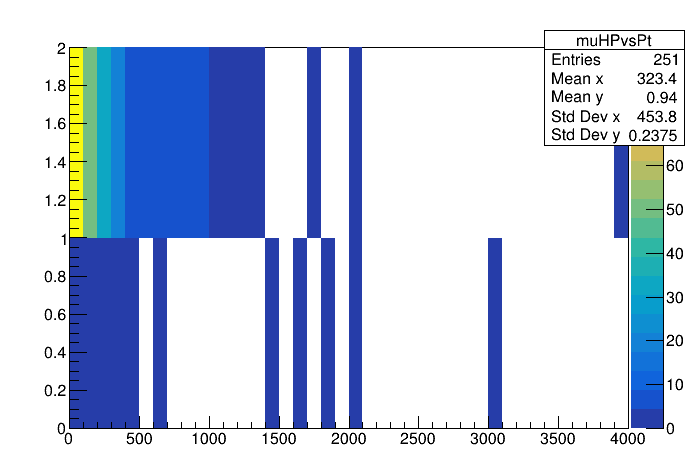 muHPvsPt
Entries 251
Mean x 323.4
Mean y 0.94
Std Dev x 453.8
Std Dev y 0.2375
2
1.8
1.6
1.4
1.2
1
0.8
0.6
0.4
0.2
0
60
50
40
30
20
10
0
0 500 1000 1500 2000 2500 3000 3500 4000